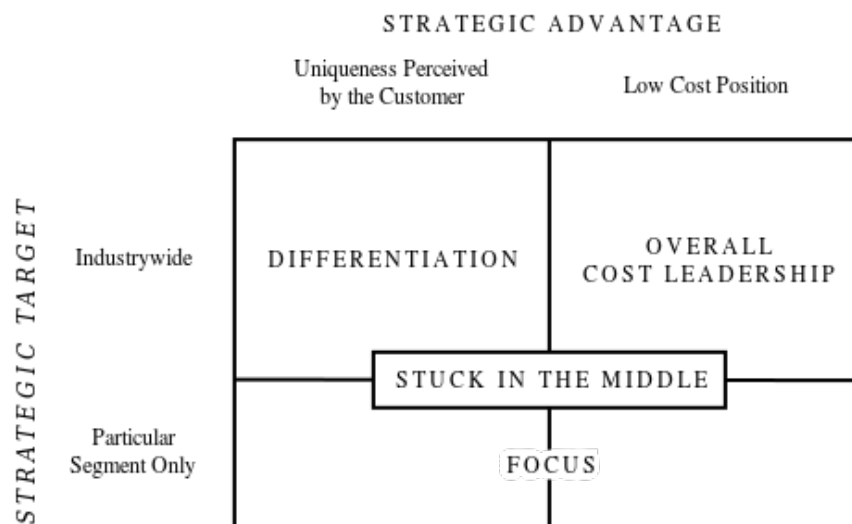 STRATEGIC ADVANTAGE
Uniqueness Perceived
by the Customer
Low Cost Position
STRATEGIC TARGET
Industrywide
DIFFERENTIATION
OVERALL
COST LEADERSHIP
STUCK IN THE MIDDLE
Particular
Segment Only
FOCUS